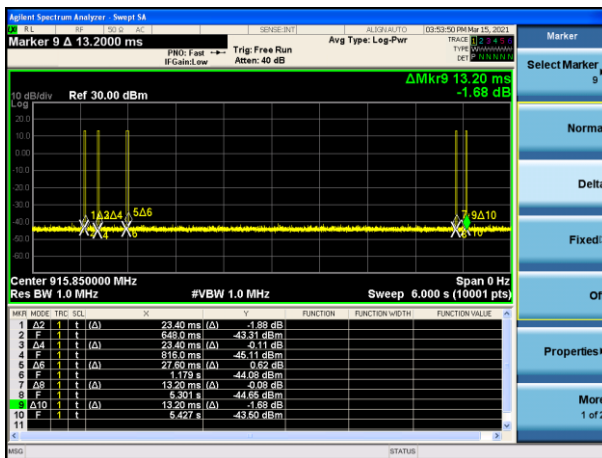 Agilent Spectrum Analyzer - Swept SA
RL RF 50 Ω AC SENSE:INT ALIGNAUTO 03:53:50 PM Mar 15, 2021
Marker 9 Δ 13.2000 ms
PNO: Fast
IFGain:Low
Trig: Free Run
Atten: 40 dB
Avg Type: Log-Pwr
TRACE 1 2 3 4 5 6
TYPE WWWWWW
DET P N N N N N
ΔMkr9 13.20 ms
-1.68 dB
10 dB/div Ref 30.00 dBm
Log
20.0
10.0
0.00
-10.0
-20.0
-30.0
-40.0
-50.0
-60.0
5Δ6
9Δ10
Center 915.850000 MHz Span 0 Hz
Res BW 1.0 MHz #VBW 1.0 MHz Sweep 6.000 s (10001 pts)
MKR MODE TRC SCL X Y FUNCTION FUNCTION WIDTH FUNCTION VALUE
1 Δ2 1 t (Δ) 23.40 ms (Δ) -1.88 dB
2 F 1 t 648.0 ms -43.31 dBm
3 Δ4 1 t (Δ) 23.40 ms (Δ) -0.11 dB
4 F 1 t 816.0 ms -45.11 dBm
5 Δ6 1 t (Δ) 27.60 ms (Δ) 0.62 dB
6 F 1 t 1.179 s -44.08 dBm
7 Δ8 1 t (Δ) 13.20 ms (Δ) -0.08 dB
8 F 1 t 5.301 s -44.65 dBm
9 Δ10 1 t (Δ) 13.20 ms (Δ) -1.68 dB
10 F 1 t 5.427 s -43.50 dBm
11
MSG STATUS
Marker
Select Marker
9
Norma
Delta
Fixed
Of
Properties
More
1 of 2